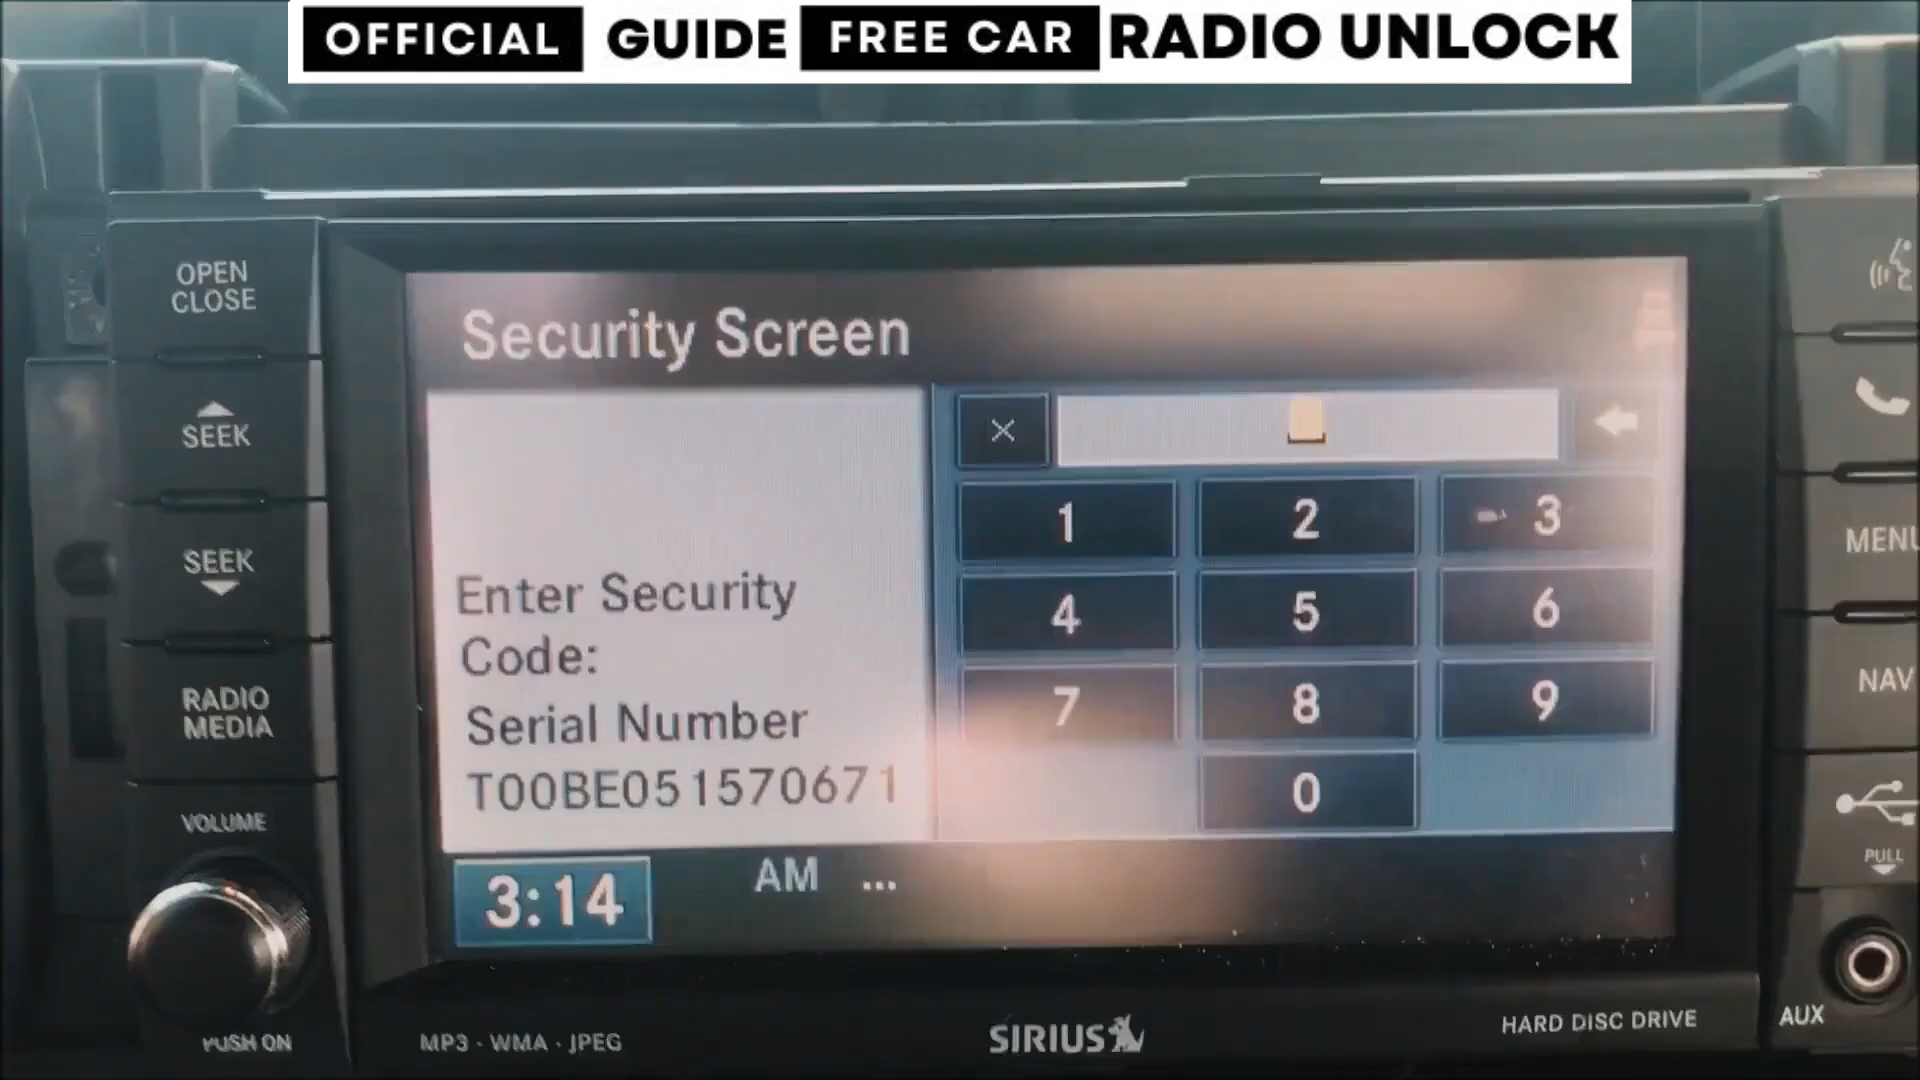 OFFICIAL GUIDE FREE CAR RADIO UNLOCK
OPEN
CLOSE
SEEK
SEEK
RADIO
MEDIA
VOLUME
PUSH ON
Security Screen
Enter Security
Code:
Serial Number
T00BE051570671
×
1 2 3
4 5 6
7 8 9
0
3:14
AM ...
MP3 · WMA · JPEG
SIRIUS
HARD DISC DRIVE
MENU
NAV
PULL
AUX